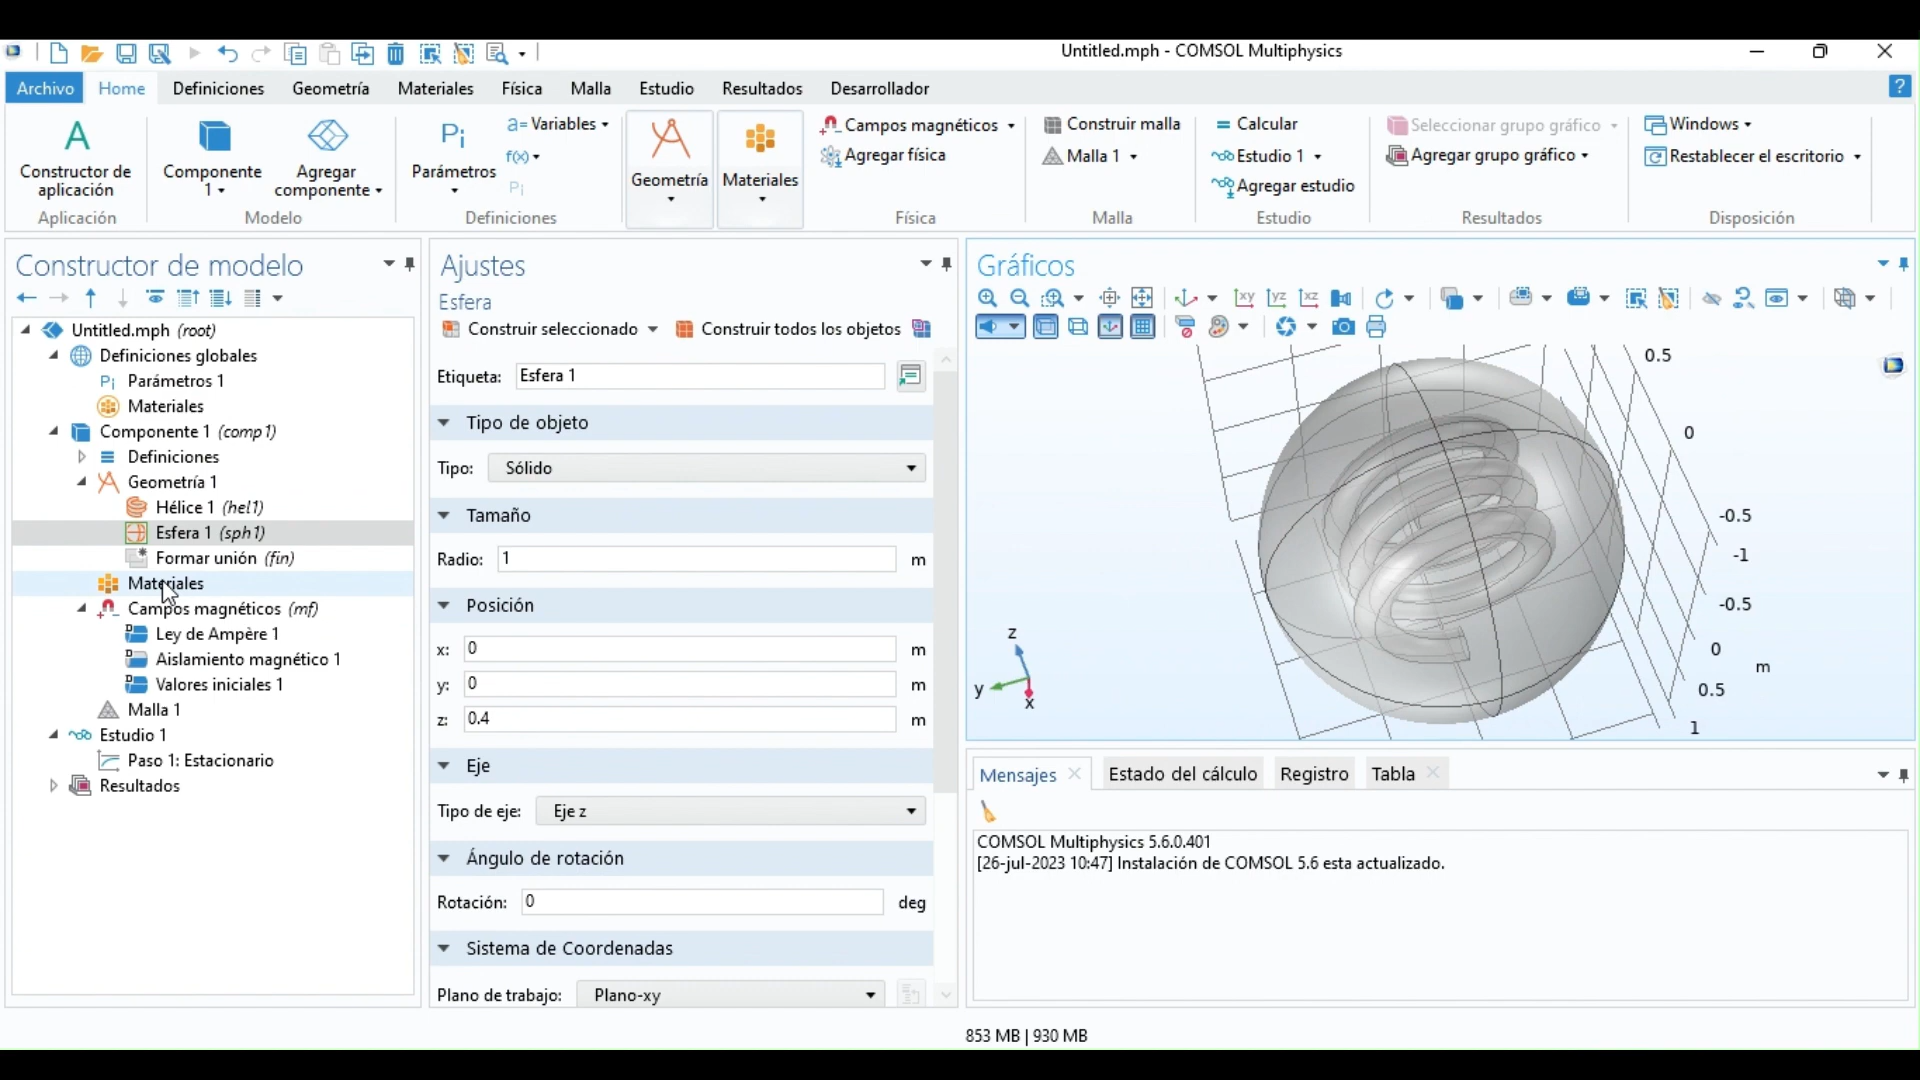 Untitled.mph - COMSOL Multiphysics
Archivo Home Definiciones Geometría Materiales Física Malla Estudio Resultados Desarrollador ?
A Constructor de aplicación
Aplicación
Componente 1
Agregar componente
Modelo
Pi Parámetros
a= Variables
f(x)
Pi
Definiciones
Geometría
Materiales
Campos magnéticos
Agregar física
Física
Construir malla
Malla 1
Malla
= Calcular
Estudio 1
Agregar estudio
Estudio
Seleccionar grupo gráfico
Agregar grupo gráfico
Resultados
Windows
Restablecer el escritorio
Disposición
Constructor de modelo
Untitled.mph (root)
Definiciones globales
Pi Parámetros 1
Materiales
Componente 1 (comp1)
Definiciones
Geometría 1
Hélice 1 (hel1)
Esfera 1 (sph1)
Formar unión (fin)
Materiales
Campos magnéticos (mf)
Ley de Ampère 1
Aislamiento magnético 1
Valores iniciales 1
Malla 1
Estudio 1
Paso 1: Estacionario
Resultados
Ajustes
Esfera
Construir seleccionado Construir todos los objetos
Etiqueta: Esfera 1
Tipo de objeto
Tipo: Sólido
Tamaño
Radio: 1 m
Posición
x: 0 m
y: 0 m
z: 0.4 m
Eje
Tipo de eje: Eje z
Ángulo de rotación
Rotación: 0 deg
Sistema de Coordenadas
Plano de trabajo: Plano-xy
Gráficos
xy yz xz
0.5
0
-0.5
-1
-0.5
0
m
0.5
1
z
y
x
Mensajes Estado del cálculo Registro Tabla
COMSOL Multiphysics 5.6.0.401
[26-jul-2023 10:47] Instalación de COMSOL 5.6 esta actualizado.
853 MB | 930 MB